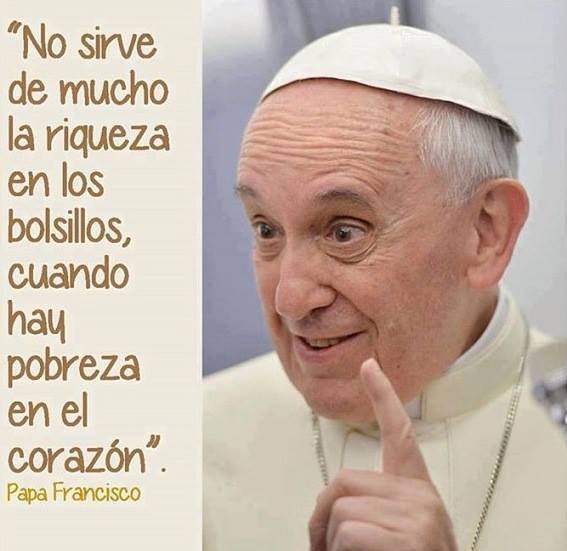 “No sirve
de mucho
la riqueza
en los
bolsillos,
cuando
hay
pobreza
en el
corazón”.
Papa Francisco